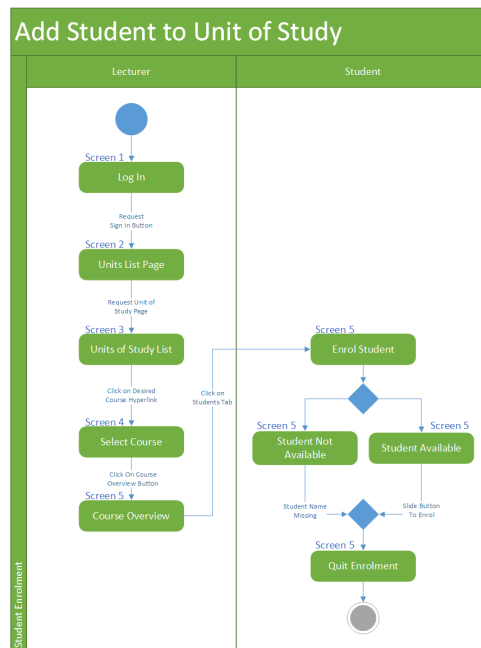 Add Student to Unit of Study
Lecturer
Student
Screen 1
Log In
Request
Sign In Button
Screen 2
Units List Page
Request Unit of
Study Page
Screen 3
Units of Study List
Click on Desired
Course Hyperlink
Screen 4
Select Course
Click On Course
Overview Button
Screen 5
Course Overview
Click on
Students Tab
Screen 5
Enrol Student
Screen 5
Student Not
Available
Screen 5
Student Available
Student Name
Missing
Slide Button
To Enrol
Screen 5
Quit Enrolment
Student Enrolment